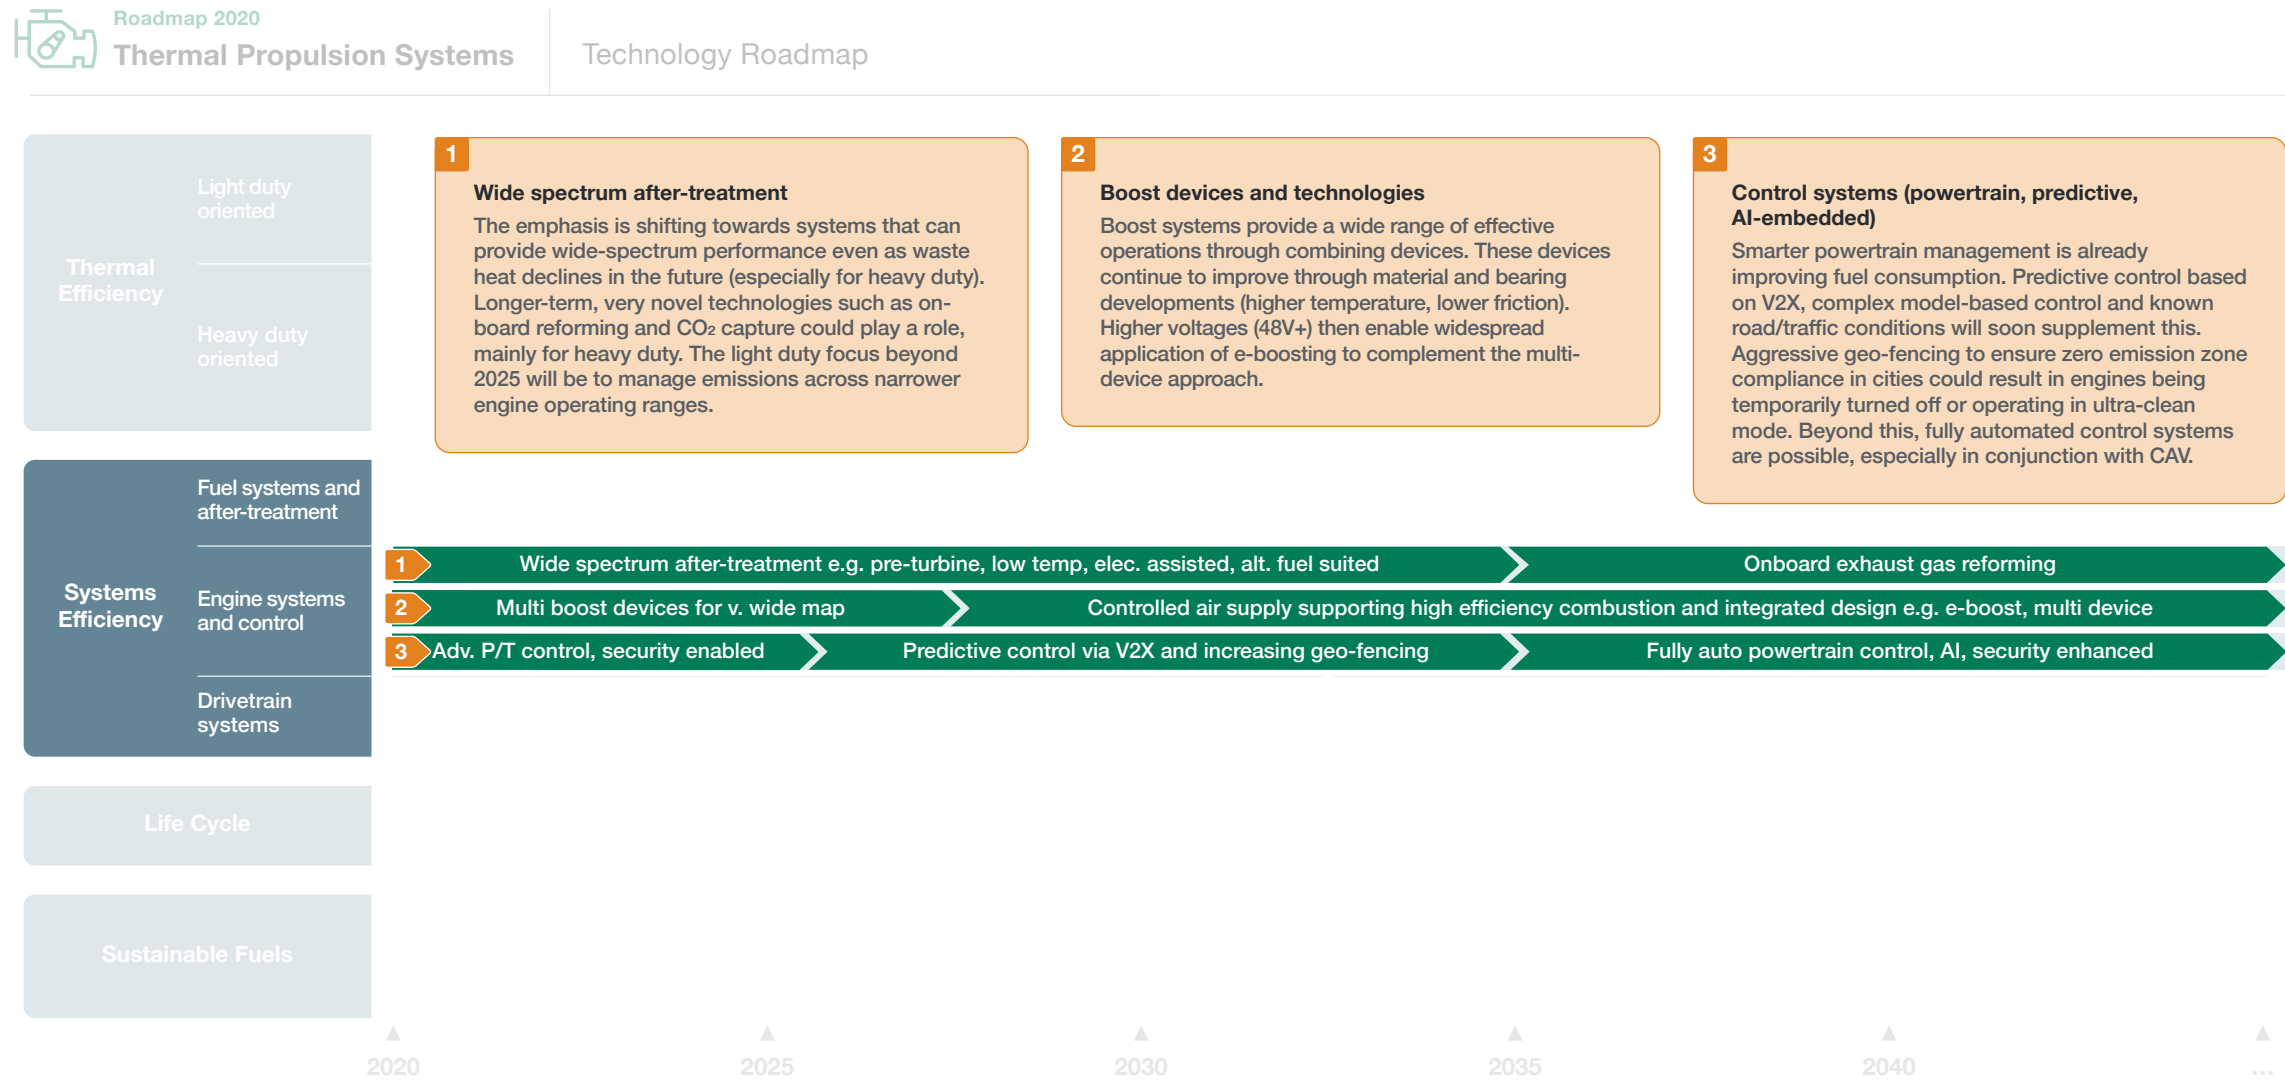 Roadmap 2020
Thermal Propulsion Systems
Technology Roadmap
Thermal
Efficiency
Light duty
oriented
Heavy duty
oriented
1
Wide spectrum after-treatment
The emphasis is shifting towards systems that can
provide wide-spectrum performance even as waste
heat declines in the future (especially for heavy duty).
Longer-term, very novel technologies such as on-
board reforming and CO₂ capture could play a role,
mainly for heavy duty. The light duty focus beyond
2025 will be to manage emissions across narrower
engine operating ranges.
2
Boost devices and technologies
Boost systems provide a wide range of effective
operations through combining devices. These devices
continue to improve through material and bearing
developments (higher temperature, lower friction).
Higher voltages (48V+) then enable widespread
application of e-boosting to complement the multi-
device approach.
3
Control systems (powertrain, predictive,
AI-embedded)
Smarter powertrain management is already
improving fuel consumption. Predictive control based
on V2X, complex model-based control and known
road/traffic conditions will soon supplement this.
Aggressive geo-fencing to ensure zero emission zone
compliance in cities could result in engines being
temporarily turned off or operating in ultra-clean
mode. Beyond this, fully automated control systems
are possible, especially in conjunction with CAV.
Systems
Efficiency
Fuel systems and
after-treatment
Engine systems
and control
Drivetrain
systems
1 Wide spectrum after-treatment e.g. pre-turbine, low temp, elec. assisted, alt. fuel suited
Onboard exhaust gas reforming
2 Multi boost devices for v. wide map
Controlled air supply supporting high efficiency combustion and integrated design e.g. e-boost, multi device
3 Adv. P/T control, security enabled
Predictive control via V2X and increasing geo-fencing
Fully auto powertrain control, AI, security enhanced
Life Cycle
Sustainable Fuels
2020
2025
2030
2035
2040
...